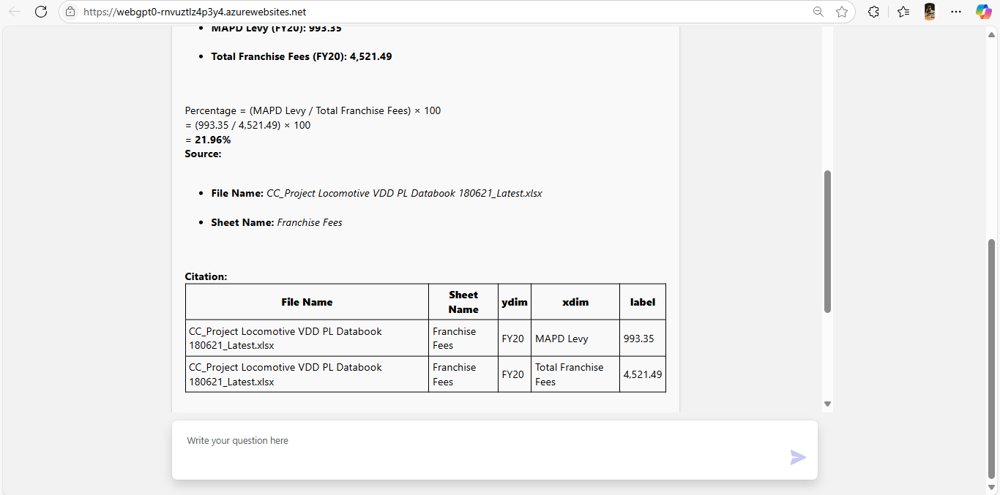 https://webgpt0-rnvuztlz4p3y4.azurewebsites.net
MAPD Levy (FY20): 993.35
Total Franchise Fees (FY20): 4,521.49
Percentage = (MAPD Levy / Total Franchise Fees) × 100
= (993.35 / 4,521.49) × 100
= 21.96%
Source:
File Name: CC_Project Locomotive VDD PL Databook 180621_Latest.xlsx
Sheet Name: Franchise Fees
Citation:
File Name Sheet Name ydim xdim label
CC_Project Locomotive VDD PL Databook 180621_Latest.xlsx Franchise Fees FY20 MAPD Levy 993.35
CC_Project Locomotive VDD PL Databook 180621_Latest.xlsx Franchise Fees FY20 Total Franchise Fees 4,521.49
Write your question here